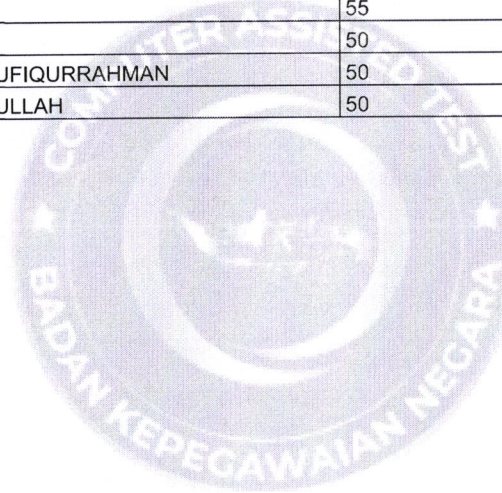 55
50
UFIQURRAHMAN 50
ULLAH 50
COMPUTER ASSISTED TEST
BADAN KEPEGAWAIAN NEGARA